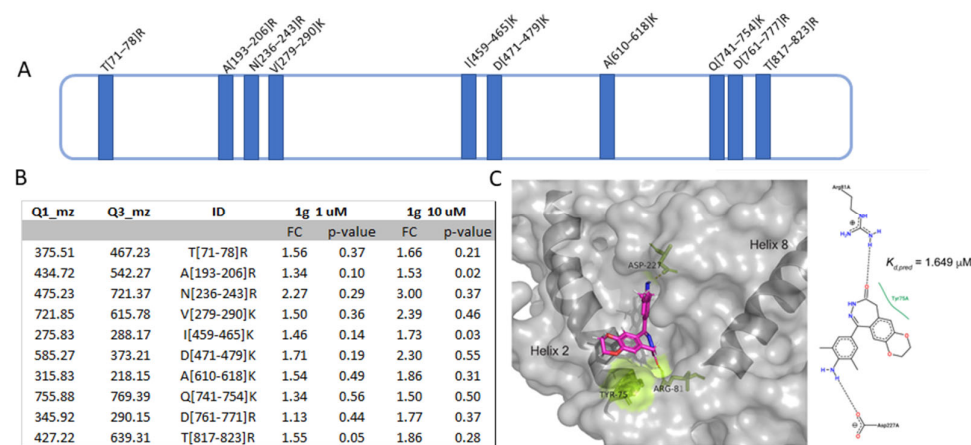 A
T[71–78]R
A[193–206]R
N[236–243]R
V[279–290]K
I[459–465]K
D[471–479]K
A[610–618]K
Q[741–754]K
D[761–777]R
T[817–823]R
B
Q1_mz Q3_mz ID 1g 1 uM 1g 10 uM
FC p-value FC p-value
375.51 467.23 T[71-78]R 1.56 0.37 1.66 0.21
434.72 542.27 A[193-206]R 1.34 0.10 1.53 0.02
475.23 721.37 N[236-243]R 2.27 0.29 3.00 0.37
721.85 615.78 V[279-290]K 1.50 0.36 2.39 0.46
275.83 288.17 I[459-465]K 1.46 0.14 1.73 0.03
585.27 373.21 D[471-479]K 1.71 0.19 2.30 0.55
315.83 218.15 A[610-618]K 1.54 0.49 1.86 0.31
755.88 769.39 Q[741-754]K 1.34 0.56 1.50 0.50
345.92 290.15 D[761-771]R 1.13 0.44 1.77 0.37
427.22 639.31 T[817-823]R 1.55 0.05 1.86 0.28
C
Helix 8
ASP-227
Helix 2
TYR-75
ARG-81
Arg81A
NH
H₂N
N
H
⊕
O
Kd,pred = 1.649 µM
Tyr75A
HN
N
O
O
H
N
H
O
⊖
O
Asp227A